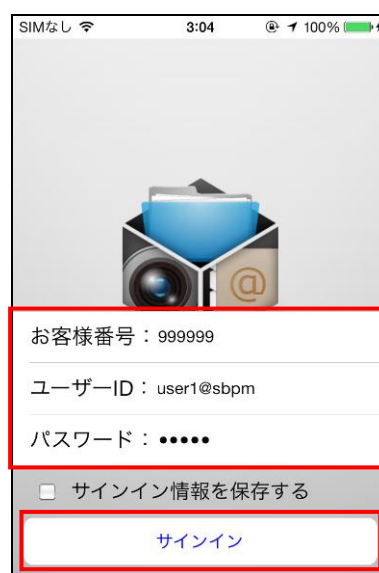 SIMなし 3:04 100%
@
お客様番号：999999
ユーザーID：user1@sbpm
パスワード：•••••
サインイン情報を保存する
サインイン